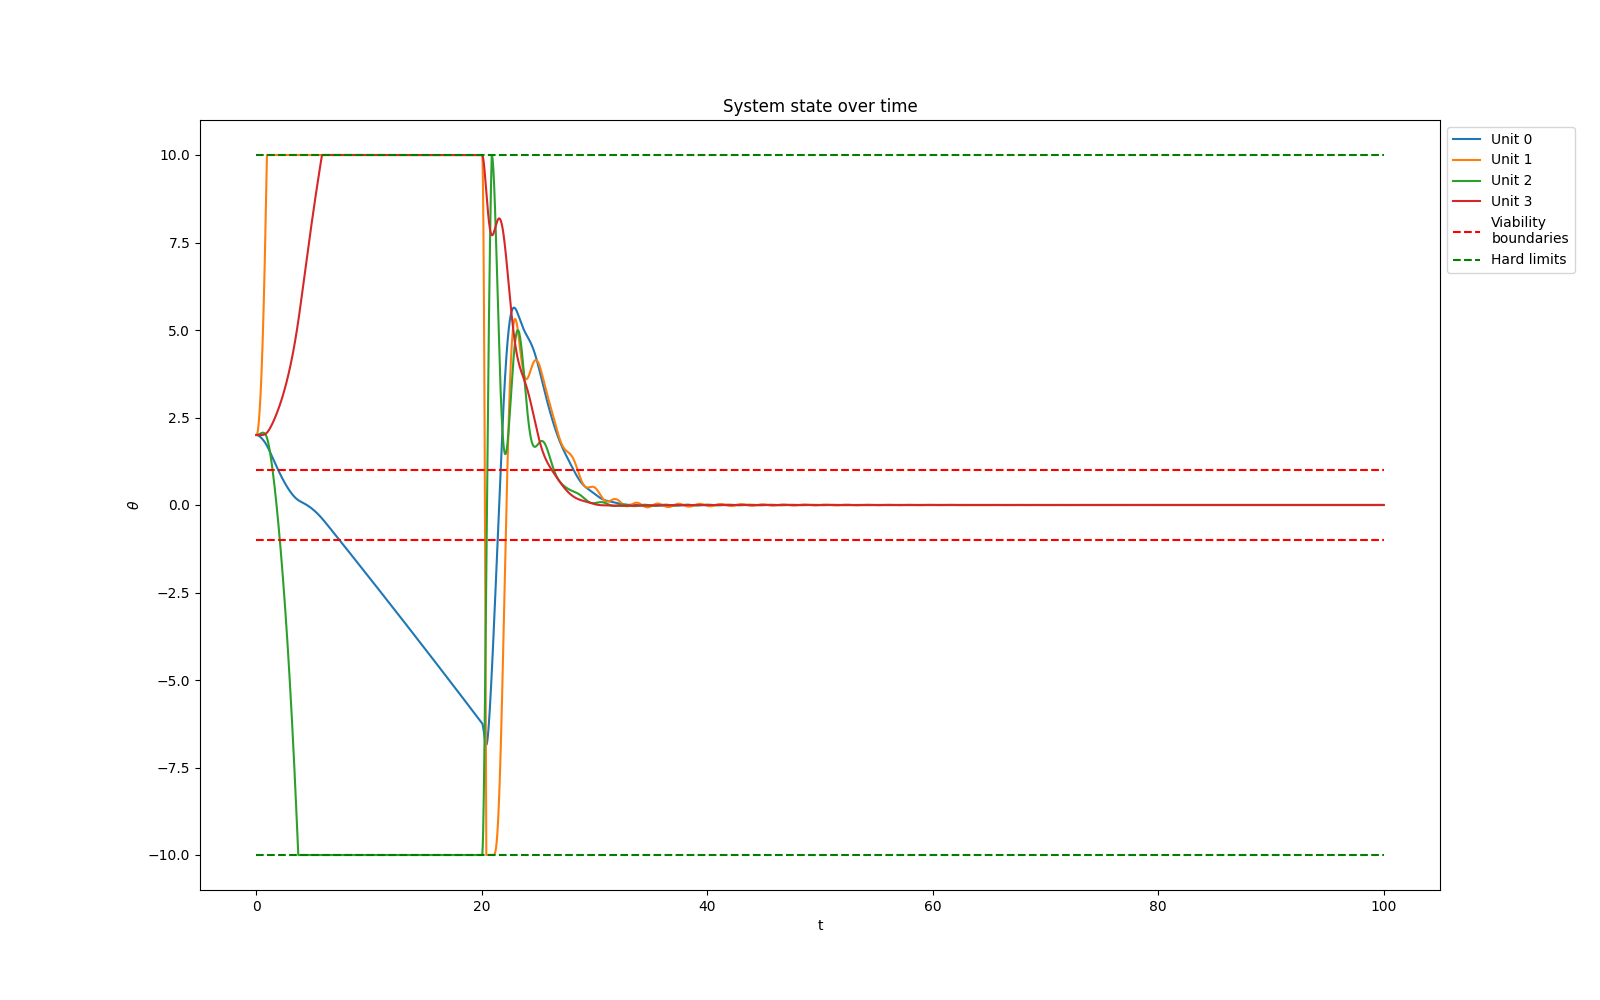 System state over time
10.0
7.5
5.0
2.5
0.0
−2.5
−5.0
−7.5
−10.0
θ
0 20 40 60 80 100
t
Unit 0
Unit 1
Unit 2
Unit 3
Viability
boundaries
Hard limits